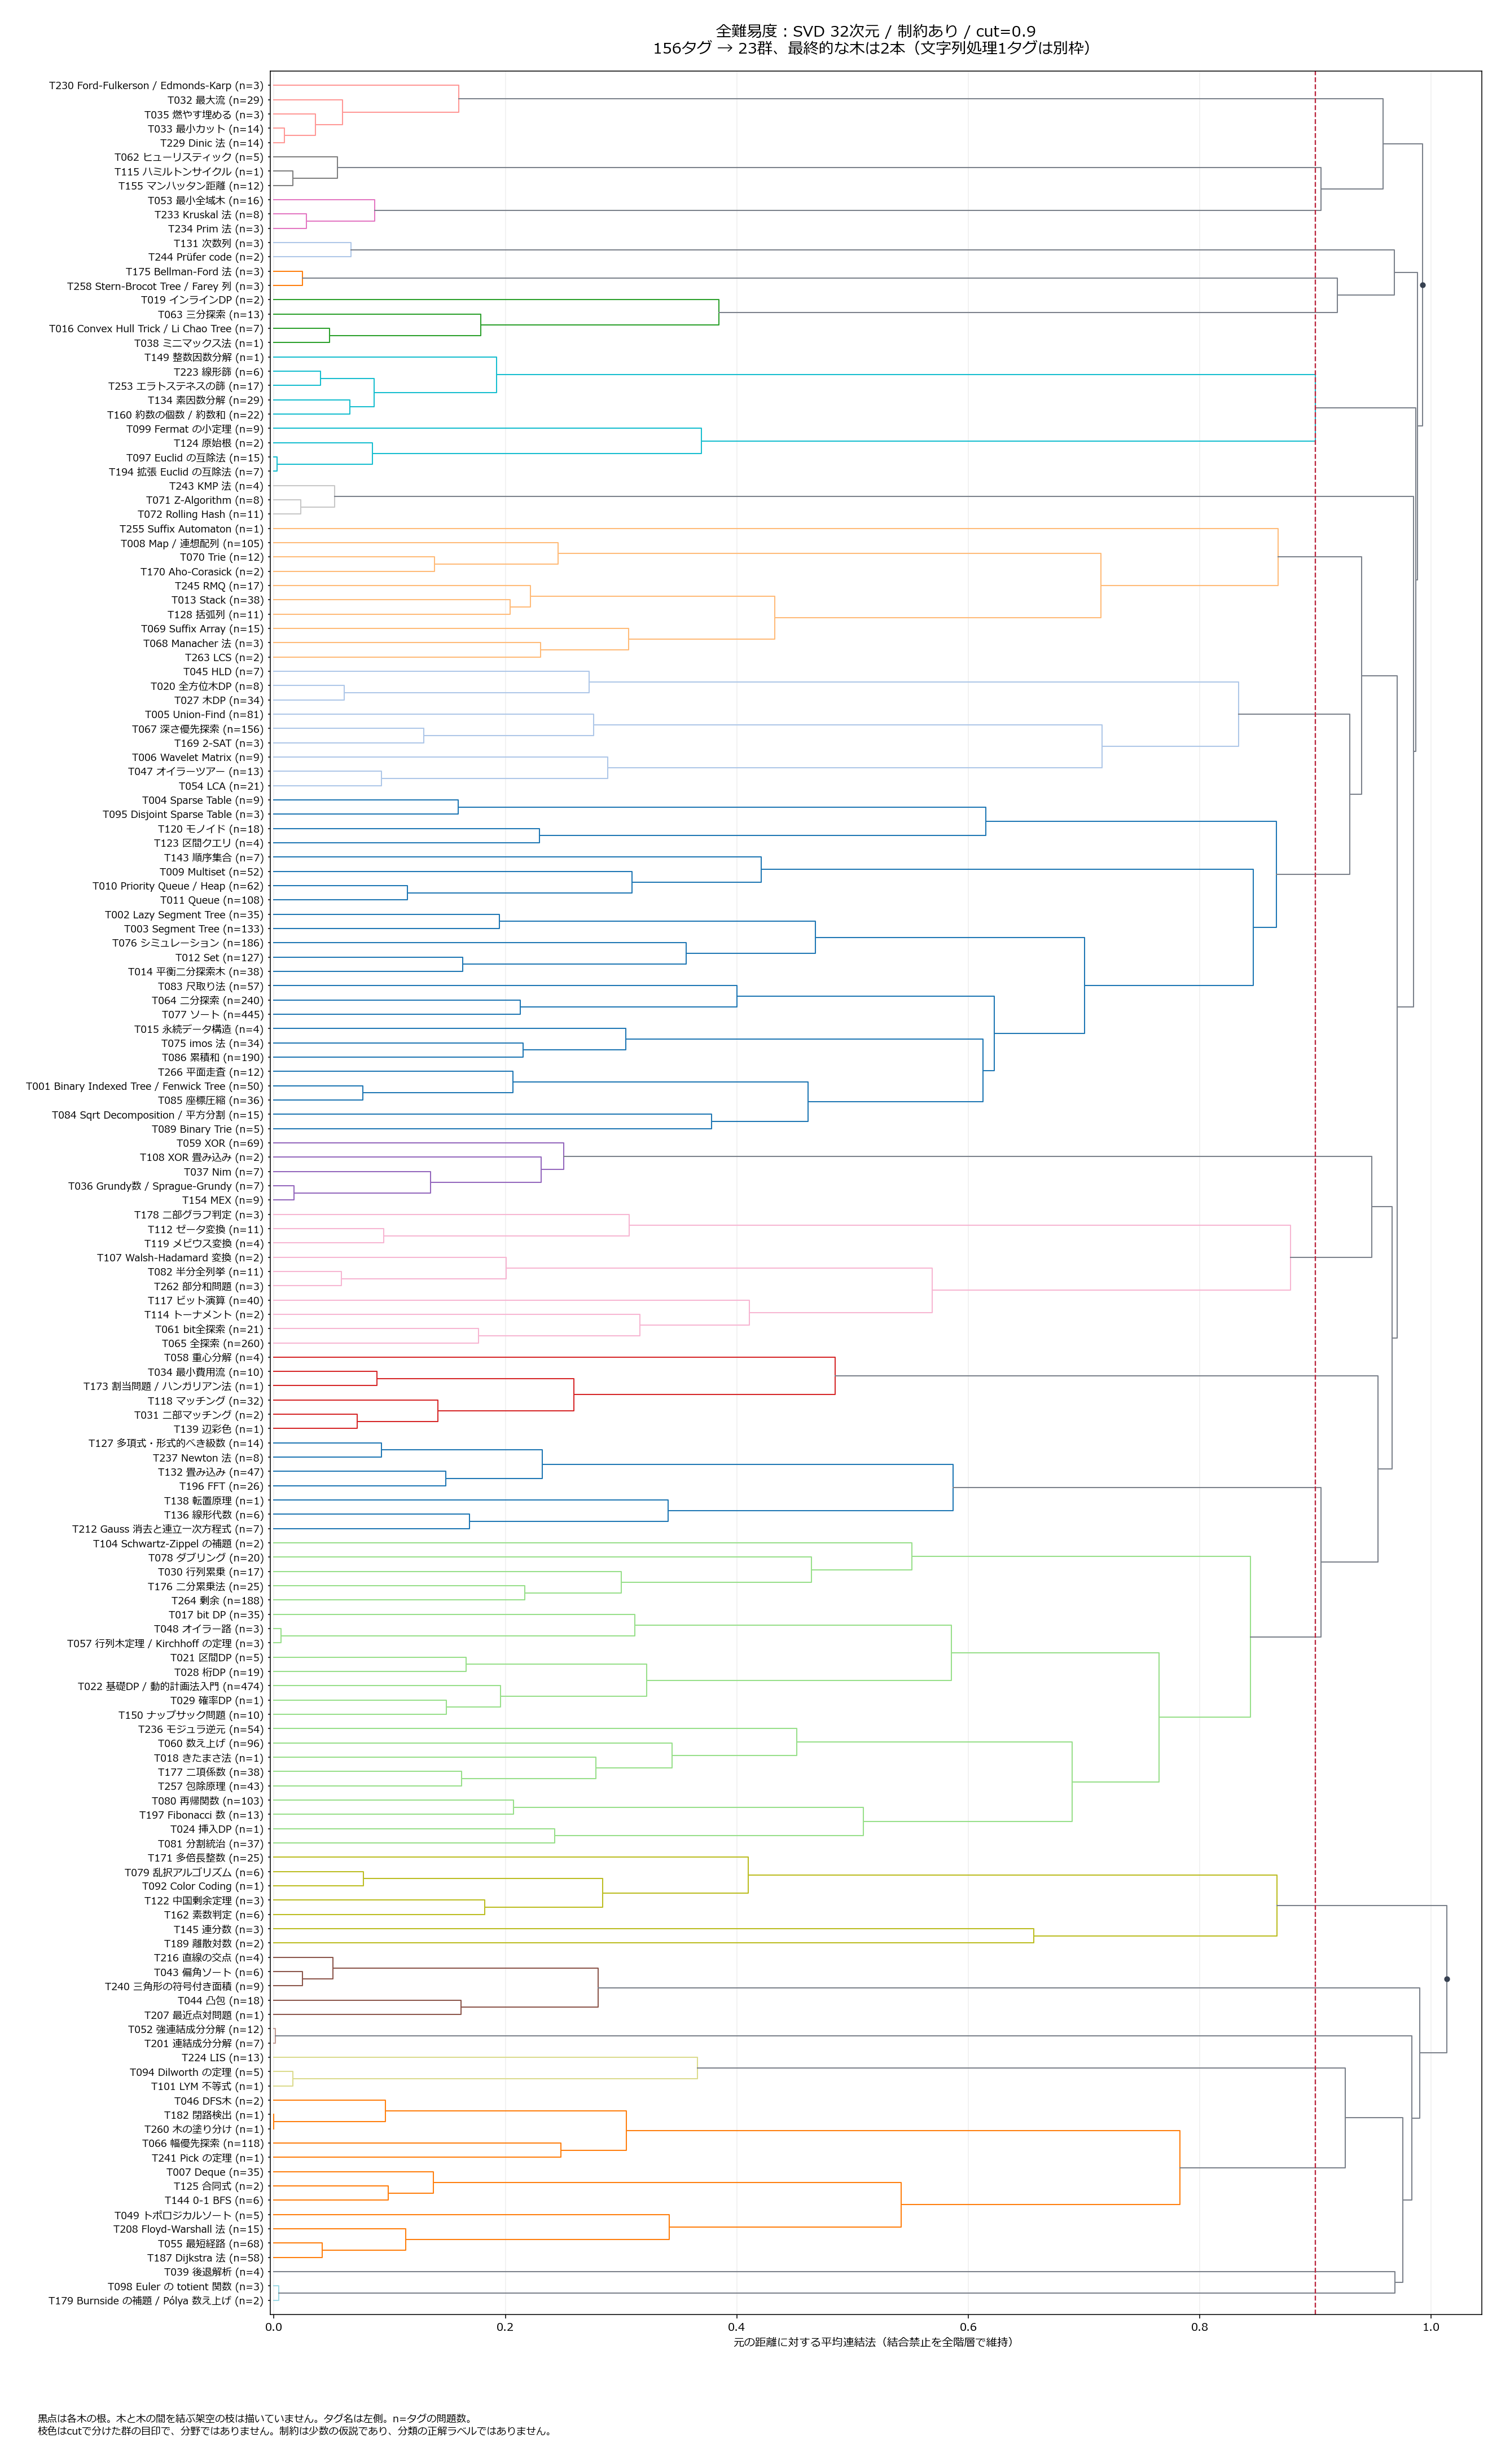 全難易度：SVD 32次元 / 制約あり / cut=0.9
156タグ → 23群、最終的な木は2本（文字列処理1タグは別枠）
T230 Ford-Fulkerson / Edmonds-Karp (n=3)
T032 最大流 (n=29)
T035 燃やす埋める (n=3)
T033 最小カット (n=14)
T229 Dinic 法 (n=14)
T062 ヒューリスティック (n=5)
T115 ハミルトンサイクル (n=1)
T155 マンハッタン距離 (n=12)
T053 最小全域木 (n=16)
T233 Kruskal 法 (n=8)
T234 Prim 法 (n=3)
T131 次数列 (n=3)
T244 Prüfer code (n=2)
T175 Bellman-Ford 法 (n=3)
T258 Stern-Brocot Tree / Farey 列 (n=3)
T019 インラインDP (n=2)
T063 三分探索 (n=13)
T016 Convex Hull Trick / Li Chao Tree (n=7)
T038 ミニマックス法 (n=1)
T149 整数因数分解 (n=1)
T223 線形篩 (n=6)
T253 エラトステネスの篩 (n=17)
T134 素因数分解 (n=29)
T160 約数の個数 / 約数和 (n=22)
T099 Fermat の小定理 (n=9)
T124 原始根 (n=2)
T097 Euclid の互除法 (n=15)
T194 拡張 Euclid の互除法 (n=7)
T243 KMP 法 (n=4)
T071 Z-Algorithm (n=8)
T072 Rolling Hash (n=11)
T255 Suffix Automaton (n=1)
T008 Map / 連想配列 (n=105)
T070 Trie (n=12)
T170 Aho-Corasick (n=2)
T245 RMQ (n=17)
T013 Stack (n=38)
T128 括弧列 (n=11)
T069 Suffix Array (n=15)
T068 Manacher 法 (n=3)
T263 LCS (n=2)
T045 HLD (n=7)
T020 全方位木DP (n=8)
T027 木DP (n=34)
T005 Union-Find (n=81)
T067 深さ優先探索 (n=156)
T169 2-SAT (n=3)
T006 Wavelet Matrix (n=9)
T047 オイラーツアー (n=13)
T054 LCA (n=21)
T004 Sparse Table (n=9)
T095 Disjoint Sparse Table (n=3)
T120 モノイド (n=18)
T123 区間クエリ (n=4)
T143 順序集合 (n=7)
T009 Multiset (n=52)
T010 Priority Queue / Heap (n=62)
T011 Queue (n=108)
T002 Lazy Segment Tree (n=35)
T003 Segment Tree (n=133)
T076 シミュレーション (n=186)
T012 Set (n=127)
T014 平衡二分探索木 (n=38)
T083 尺取り法 (n=57)
T064 二分探索 (n=240)
T077 ソート (n=445)
T015 永続データ構造 (n=4)
T075 imos 法 (n=34)
T086 累積和 (n=190)
T266 平面走査 (n=12)
T001 Binary Indexed Tree / Fenwick Tree (n=50)
T085 座標圧縮 (n=36)
T084 Sqrt Decomposition / 平方分割 (n=15)
T089 Binary Trie (n=5)
T059 XOR (n=69)
T108 XOR 畳み込み (n=2)
T037 Nim (n=7)
T036 Grundy数 / Sprague-Grundy (n=7)
T154 MEX (n=9)
T178 二部グラフ判定 (n=3)
T112 ゼータ変換 (n=11)
T119 メビウス変換 (n=4)
T107 Walsh-Hadamard 変換 (n=2)
T082 半分全列挙 (n=11)
T262 部分和問題 (n=3)
T117 ビット演算 (n=40)
T114 トーナメント (n=2)
T061 bit全探索 (n=21)
T065 全探索 (n=260)
T058 重心分解 (n=4)
T034 最小費用流 (n=10)
T173 割当問題 / ハンガリアン法 (n=1)
T118 マッチング (n=32)
T031 二部マッチング (n=2)
T139 辺彩色 (n=1)
T127 多項式・形式的べき級数 (n=14)
T237 Newton 法 (n=8)
T132 畳み込み (n=47)
T196 FFT (n=26)
T138 転置原理 (n=1)
T136 線形代数 (n=6)
T212 Gauss 消去と連立一次方程式 (n=7)
T104 Schwartz-Zippel の補題 (n=2)
T078 ダブリング (n=20)
T030 行列累乗 (n=17)
T176 二分累乗法 (n=25)
T264 剰余 (n=188)
T017 bit DP (n=35)
T048 オイラー路 (n=3)
T057 行列木定理 / Kirchhoff の定理 (n=3)
T021 区間DP (n=5)
T028 桁DP (n=19)
T022 基礎DP / 動的計画法入門 (n=474)
T029 確率DP (n=1)
T150 ナップサック問題 (n=10)
T236 モジュラ逆元 (n=54)
T060 数え上げ (n=96)
T018 きたまさ法 (n=1)
T177 二項係数 (n=38)
T257 包除原理 (n=43)
T080 再帰関数 (n=103)
T197 Fibonacci 数 (n=13)
T024 挿入DP (n=1)
T081 分割統治 (n=37)
T171 多倍長整数 (n=25)
T079 乱択アルゴリズム (n=6)
T092 Color Coding (n=1)
T122 中国剰余定理 (n=3)
T162 素数判定 (n=6)
T145 連分数 (n=3)
T189 離散対数 (n=2)
T216 直線の交点 (n=4)
T043 偏角ソート (n=6)
T240 三角形の符号付き面積 (n=9)
T044 凸包 (n=18)
T207 最近点対問題 (n=1)
T052 強連結成分分解 (n=12)
T201 連結成分分解 (n=7)
T224 LIS (n=13)
T094 Dilworth の定理 (n=5)
T101 LYM 不等式 (n=1)
T046 DFS木 (n=2)
T182 閉路検出 (n=1)
T260 木の塗り分け (n=1)
T066 幅優先探索 (n=118)
T241 Pick の定理 (n=1)
T007 Deque (n=35)
T125 合同式 (n=2)
T144 0-1 BFS (n=6)
T049 トポロジカルソート (n=5)
T208 Floyd-Warshall 法 (n=15)
T055 最短経路 (n=68)
T187 Dijkstra 法 (n=58)
T039 後退解析 (n=4)
T098 Euler の totient 関数 (n=3)
T179 Burnside の補題 / Pólya 数え上げ (n=2)
0.0 0.2 0.4 0.6 0.8 1.0
元の距離に対する平均連結法（結合禁止を全階層で維持）
黒点は各木の根。木と木の間を結ぶ架空の枝は描いていません。タグ名は左側。n=タグの問題数。
枝色はcutで分けた群の目印で、分野ではありません。制約は少数の仮説であり、分類の正解ラベルではありません。